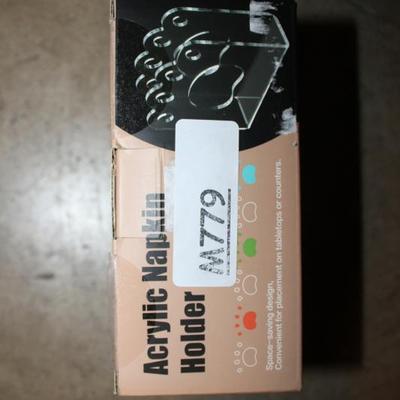 Acrylic Napkin
Holder
M779
Space-saving design,
Convenient for placement on tabletops or counters.